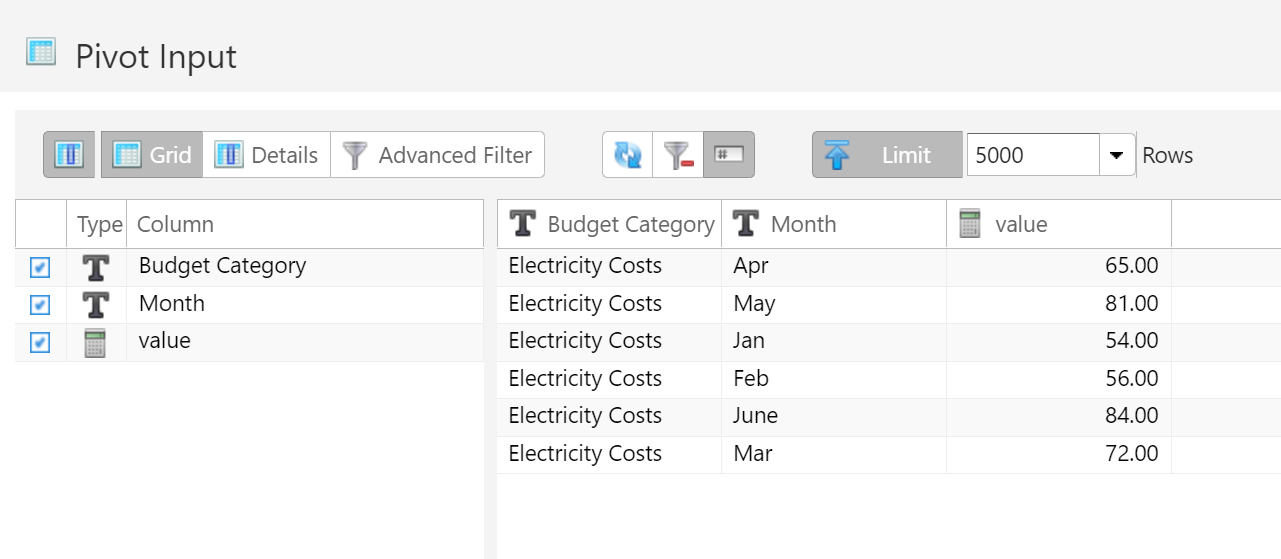 Pivot Input
Grid Details Advanced Filter # Limit 5000 Rows
Type Column
Budget Category
Month
value
Budget Category Month value
Electricity Costs Apr 65.00
Electricity Costs May 81.00
Electricity Costs Jan 54.00
Electricity Costs Feb 56.00
Electricity Costs June 84.00
Electricity Costs Mar 72.00